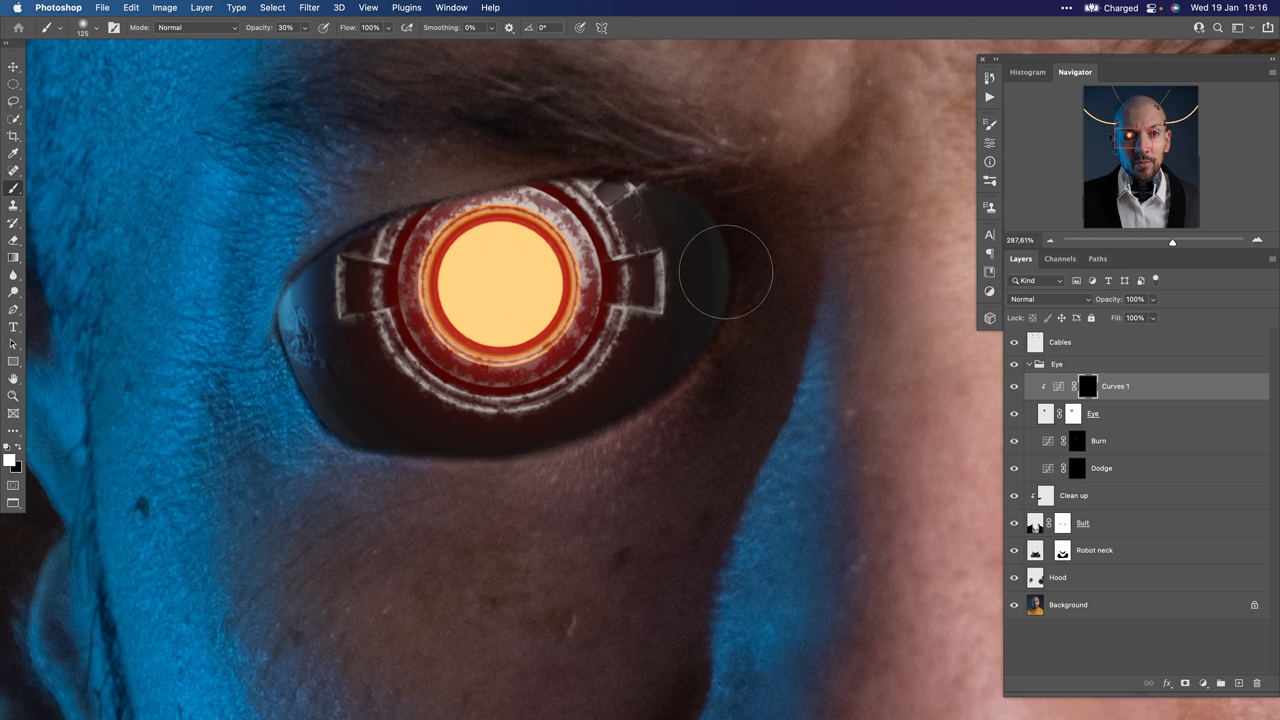 Photoshop File Edit Image Layer Type Select Filter 3D View Plugins Window Help Charged Wed 19 Jan 19:16
125 Mode: Normal Opacity: 30% Flow: 100% Smoothing: 0% 0°
Histogram Navigator
287,61%
Layers Channels Paths
Kind
Normal Opacity: 100%
Lock: Fill: 100%
Cables
Eye
Curves 1
Eye
Burn
Dodge
Clean up
Suit
Robot neck
Hood
Background